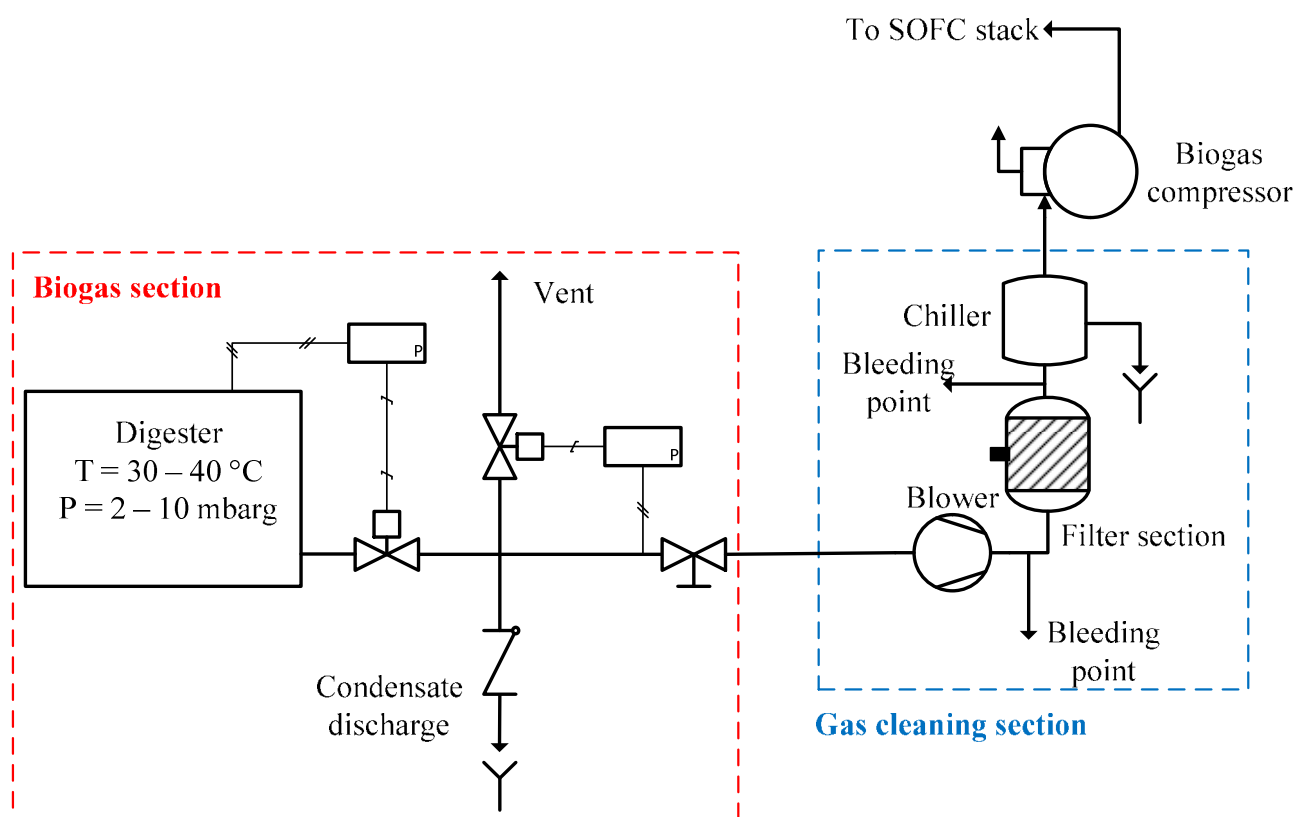 To SOFC stack
Biogas
compressor
Biogas section
Vent
P
Chiller
Bleeding
point
Digester
T = 30 – 40 °C
P = 2 – 10 mbarg
P
Blower
Filter section
Bleeding
point
Condensate
discharge
Gas cleaning section